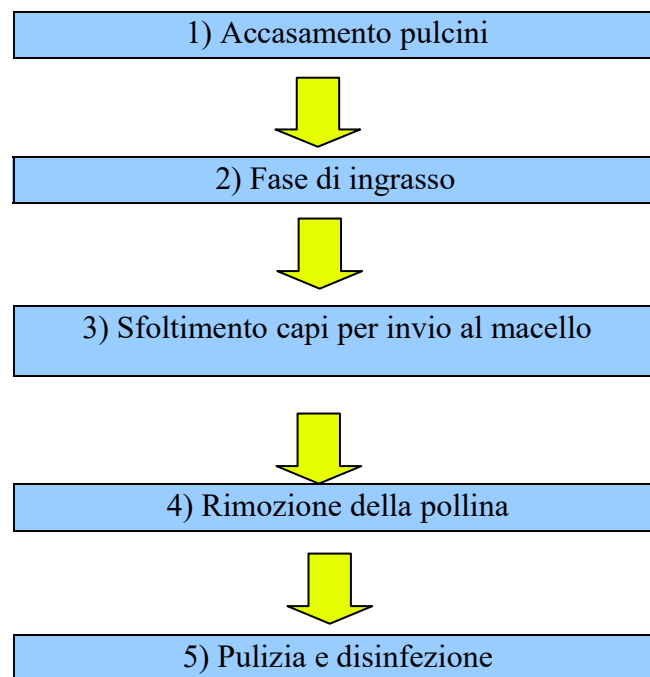 1) Accasamento pulcini
2) Fase di ingrasso
3) Sfoltimento capi per invio al macello
4) Rimozione della pollina
5) Pulizia e disinfezione